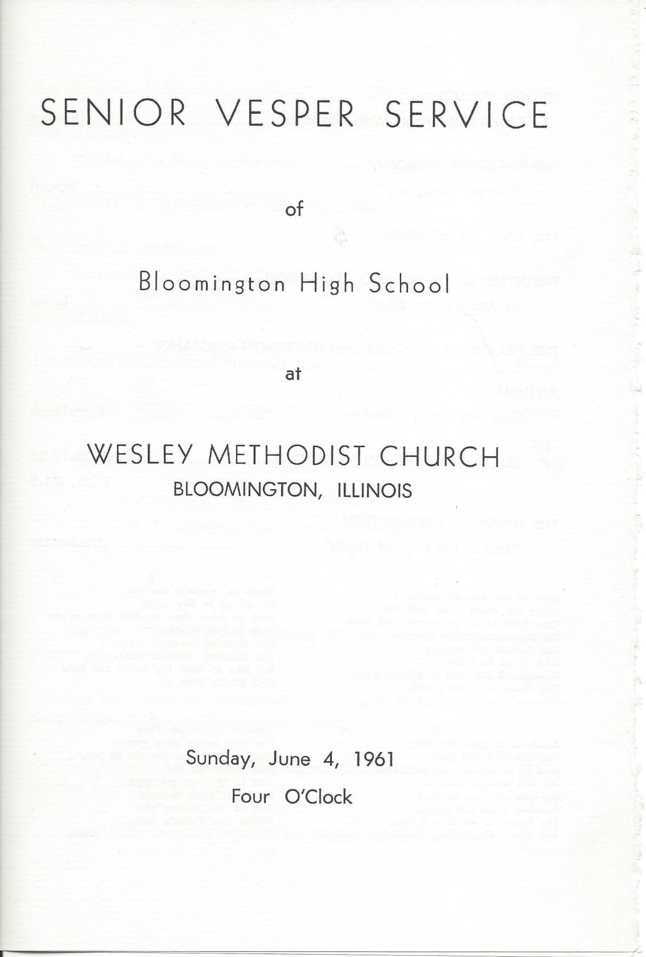 SENIOR VESPER SERVICE
of
Bloomington High School
at
WESLEY METHODIST CHURCH
BLOOMINGTON, ILLINOIS
Sunday, June 4, 1961
Four O'Clock